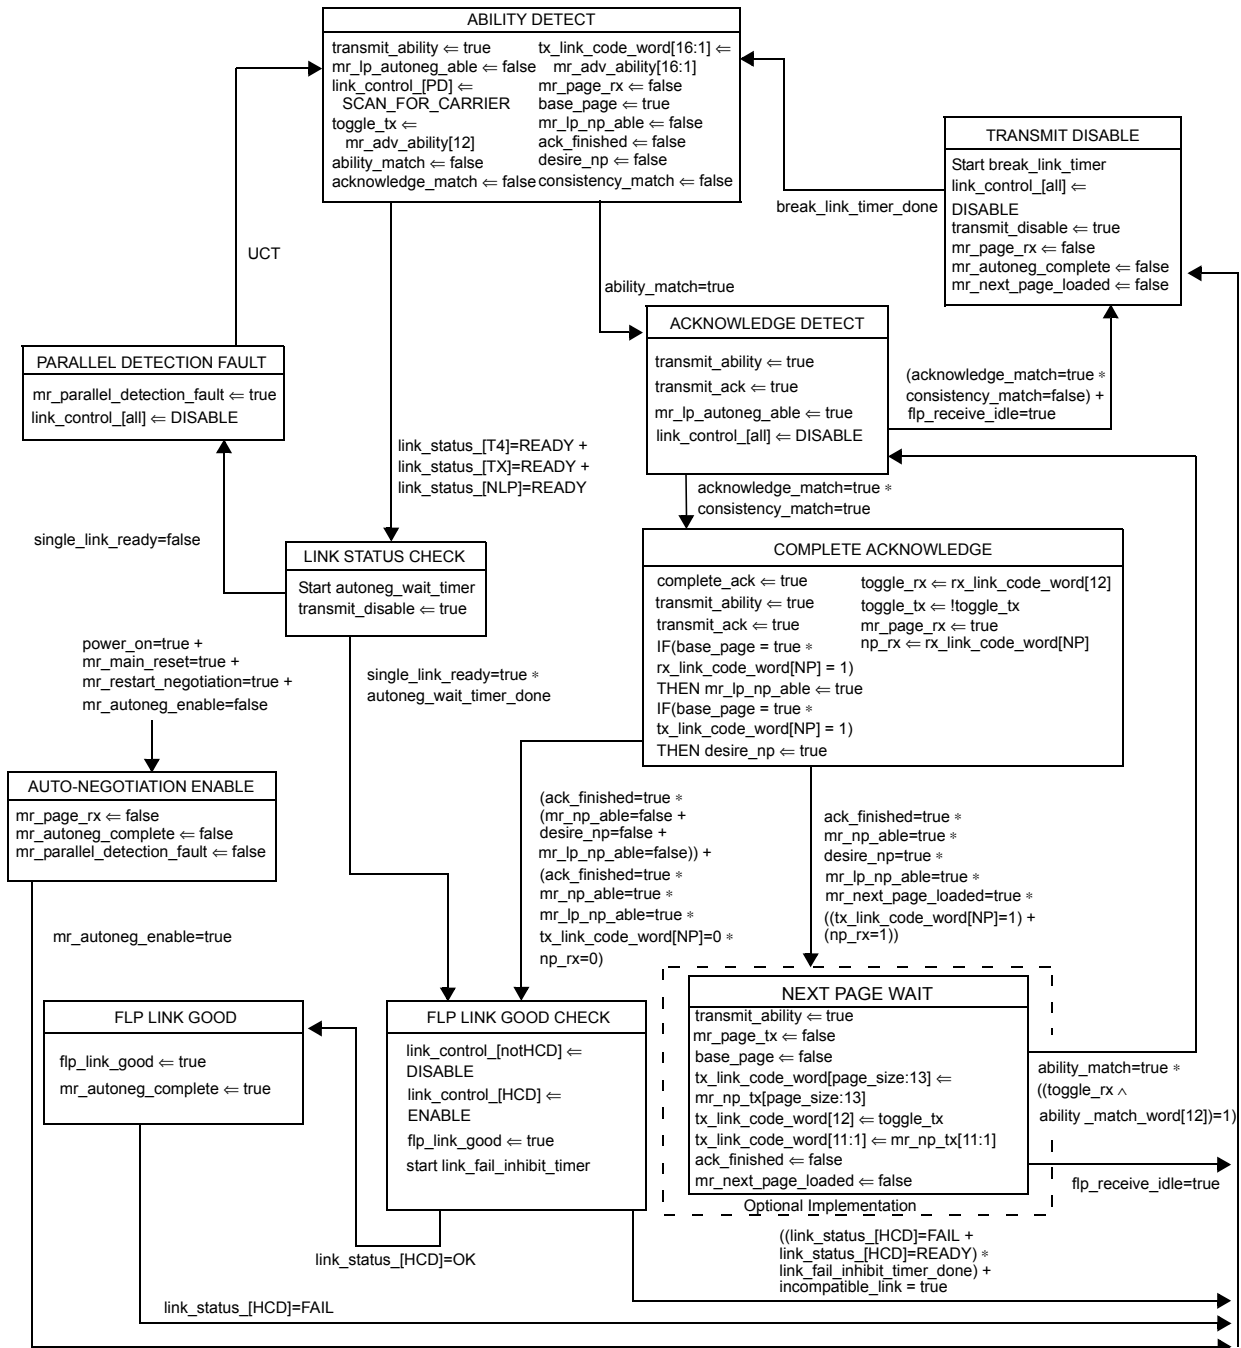 ABILITY DETECT
transmit_ability ⇐ true
mr_lp_autoneg_able ⇐ false
link_control_[PD] ⇐
SCAN_FOR_CARRIER
toggle_tx ⇐
mr_adv_ability[12]
ability_match ⇐ false
acknowledge_match ⇐ false
tx_link_code_word[16:1] ⇐
mr_adv_ability[16:1]
mr_page_rx ⇐ false
base_page ⇐ true
mr_lp_np_able ⇐ false
ack_finished ⇐ false
desire_np ⇐ false
consistency_match ⇐ false
TRANSMIT DISABLE
Start break_link_timer
link_control_[all] ⇐
DISABLE
transmit_disable ⇐ true
mr_page_rx ⇐ false
mr_autoneg_complete ⇐ false
mr_next_page_loaded ⇐ false
break_link_timer_done
UCT
ability_match=true
ACKNOWLEDGE DETECT
transmit_ability ⇐ true
transmit_ack ⇐ true
mr_lp_autoneg_able ⇐ true
link_control_[all] ⇐ DISABLE
(acknowledge_match=true *
consistency_match=false) +
flp_receive_idle=true
PARALLEL DETECTION FAULT
mr_parallel_detection_fault ⇐ true
link_control_[all] ⇐ DISABLE
link_status_[T4]=READY +
link_status_[TX]=READY +
link_status_[NLP]=READY
acknowledge_match=true *
consistency_match=true
single_link_ready=false
LINK STATUS CHECK
Start autoneg_wait_timer
transmit_disable ⇐ true
COMPLETE ACKNOWLEDGE
complete_ack ⇐ true
transmit_ability ⇐ true
transmit_ack ⇐ true
IF(base_page = true *
rx_link_code_word[NP] = 1)
THEN mr_lp_np_able ⇐ true
IF(base_page = true *
tx_link_code_word[NP] = 1)
THEN desire_np ⇐ true
toggle_rx ⇐ rx_link_code_word[12]
toggle_tx ⇐ !toggle_tx
mr_page_rx ⇐ true
np_rx ⇐ rx_link_code_word[NP]
power_on=true +
mr_main_reset=true +
mr_restart_negotiation=true +
mr_autoneg_enable=false
single_link_ready=true *
autoneg_wait_timer_done
AUTO-NEGOTIATION ENABLE
mr_page_rx ⇐ false
mr_autoneg_complete ⇐ false
mr_parallel_detection_fault ⇐ false
(ack_finished=true *
(mr_np_able=false +
desire_np=false +
mr_lp_np_able=false)) +
(ack_finished=true *
mr_np_able=true *
mr_lp_np_able=true *
tx_link_code_word[NP]=0 *
np_rx=0)
ack_finished=true *
mr_np_able=true *
desire_np=true *
mr_lp_np_able=true *
mr_next_page_loaded=true *
((tx_link_code_word[NP]=1) +
(np_rx=1))
mr_autoneg_enable=true
FLP LINK GOOD
flp_link_good ⇐ true
mr_autoneg_complete ⇐ true
FLP LINK GOOD CHECK
link_control_[notHCD] ⇐
DISABLE
link_control_[HCD] ⇐
ENABLE
flp_link_good ⇐ true
start link_fail_inhibit_timer
NEXT PAGE WAIT
transmit_ability ⇐ true
mr_page_tx ⇐ false
base_page ⇐ false
tx_link_code_word[page_size:13] ⇐
mr_np_tx[page_size:13]
tx_link_code_word[12] ⇐ toggle_tx
tx_link_code_word[11:1] ⇐ mr_np_tx[11:1]
ack_finished ⇐ false
mr_next_page_loaded ⇐ false
Optional Implementation
ability_match=true *
((toggle_rx ∧
ability _match_word[12])=1)
flp_receive_idle=true
link_status_[HCD]=OK
((link_status_[HCD]=FAIL +
link_status_[HCD]=READY) *
link_fail_inhibit_timer_done) +
incompatible_link = true
link_status_[HCD]=FAIL